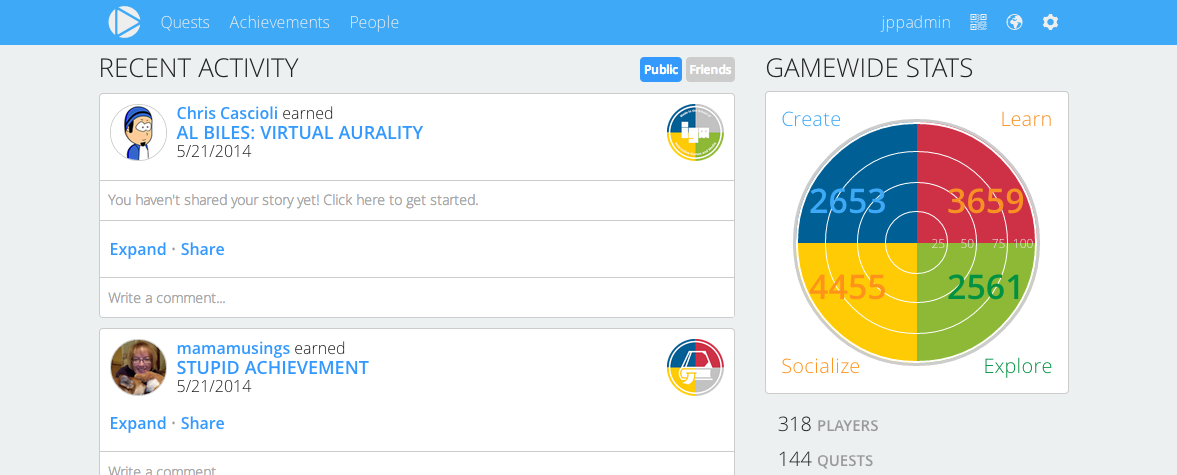 Quests Achievements People jppadmin
RECENT ACTIVITY
Public Friends
Chris Cascioli earned
AL BILES: VIRTUAL AURALITY
5/21/2014
You haven't shared your story yet! Click here to get started.
Expand · Share
Write a comment...
mamamusings earned
STUPID ACHIEVEMENT
5/21/2014
Expand · Share
Write a comment
GAMEWIDE STATS
Create Learn
2653 3659
25 50 75 100
4455 2561
Socialize Explore
318 PLAYERS
144 QUESTS